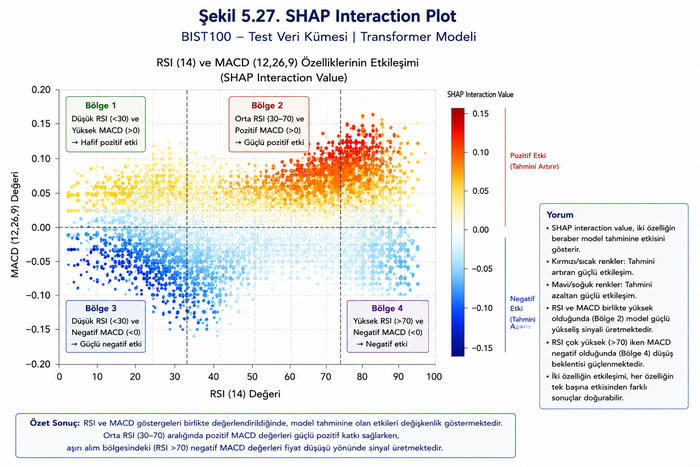 Şekil 5.27. SHAP Interaction Plot
BIST100 – Test Veri Kümesi | Transformer Modeli
RSI (14) ve MACD (12,26,9) Özelliklerinin Etkileşimi
(SHAP Interaction Value)
MACD (12,26,9) Değeri
0.20
0.15
0.10
0.05
0.00
−0.05
−0.10
−0.15
−0.20
Bölge 1
Düşük RSI (<30) ve
Yüksek MACD (>0)
→ Hafif pozitif etki
Bölge 2
Orta RSI (30–70) ve
Pozitif MACD (>0)
→ Güçlü pozitif etki
Bölge 3
Düşük RSI (<30) ve
Negatif MACD (<0)
→ Güçlü negatif etki
Bölge 4
Yüksek RSI (>70) ve
Negatif MACD (<0)
→ Negatif etki
0 10 20 30 33 40 50 60 70 80 90 100
RSI (14) Değeri
SHAP Interaction Value
0.15
0.10
0.05
0.00
−0.05
−0.10
−0.15
Pozitif Etki
(Tahmini Artırır)
Negatif
Etki
(Tahmini
Yorum
• SHAP interaction value, iki özelliğin
beraber model tahminine etkisini
gösterir.
• Kırmızı/sıcak renkler: Tahmini
artıran güçlü etkileşim.
• Mavi/soğuk renkler: Tahmini
azaltan güçlü etkileşim.
• RSI ve MACD birlikte yüksek
olduğunda (Bölge 2) model güçlü
yükseliş sinyali üretmektedir.
• RSI çok yüksek (>70) iken MACD
negatif olduğunda (Bölge 4) düşüş
beklentisi güçlenmektedir.
• İki özelliğin etkileşimi, her özelliğin
tek başına etkisinden farklı
sonuçlar doğurabilir.
Özet Sonuç: RSI ve MACD göstergeleri birlikte değerlendirildiğinde, model tahminine olan etkileri değişkenlik göstermektedir.
Orta RSI (30–70) aralığında pozitif MACD değerleri güçlü pozitif katkı sağlarken,
aşırı alım bölgesindeki (RSI >70) negatif MACD değerleri fiyat düşüşü yönünde sinyal üretmektedir.